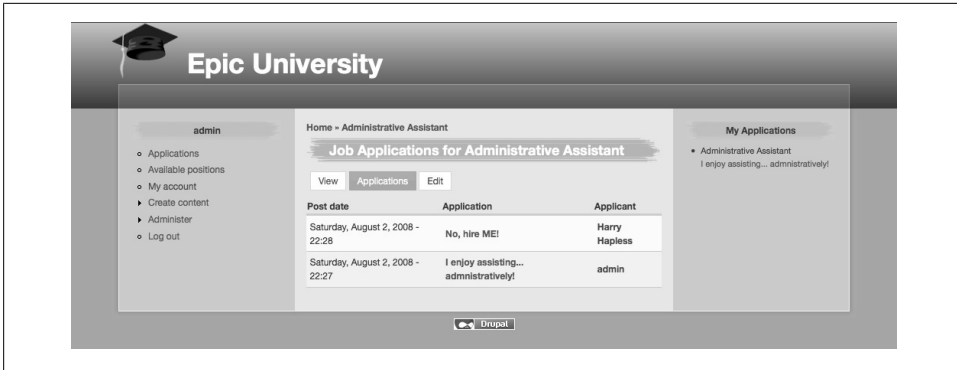 Epic University
admin
Applications
Available positions
My account
Create content
Administer
Log out
Home » Administrative Assistant
Job Applications for Administrative Assistant
View Applications Edit
Post date Application Applicant
Saturday, August 2, 2008 -
22:28
No, hire ME!
Harry
Hapless
Saturday, August 2, 2008 -
22:27
I enjoy assisting...
admnistratively!
admin
My Applications
Administrative Assistant
I enjoy assisting... admnistratively!
Drupal